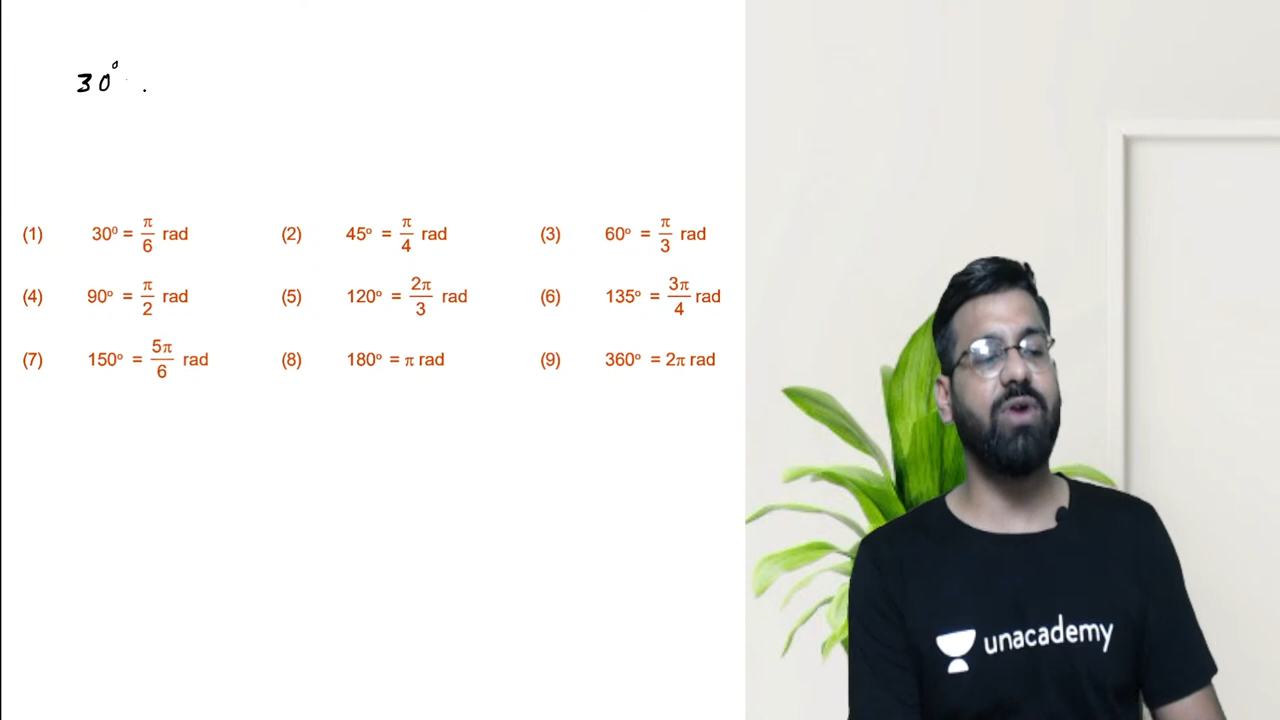 30°
(1) 30⁰ = π/6 rad (2) 45° = π/4 rad (3) 60° = π/3 rad
(4) 90° = π/2 rad (5) 120° = 2π/3 rad (6) 135° = 3π/4 rad
(7) 150° = 5π/6 rad (8) 180° = π rad (9) 360° = 2π rad
unacademy